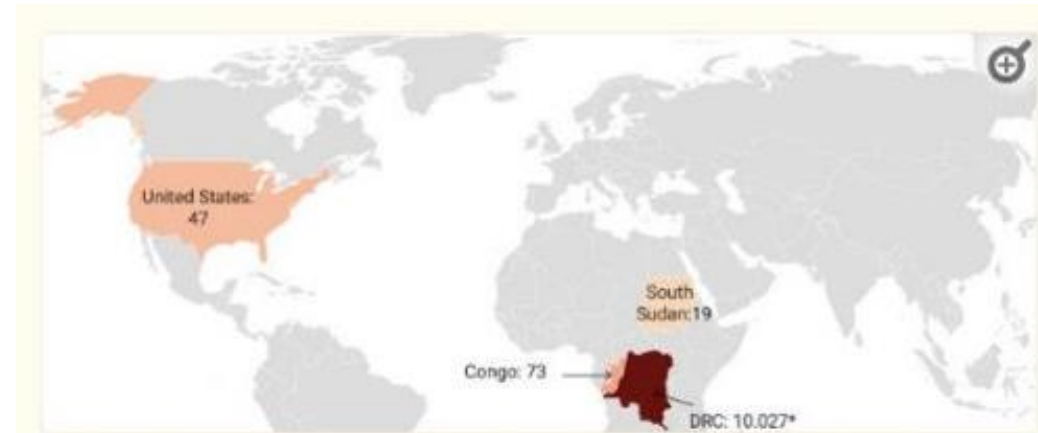 United States:
47
South
Sudan:19
Congo: 73
DRC: 10.027*